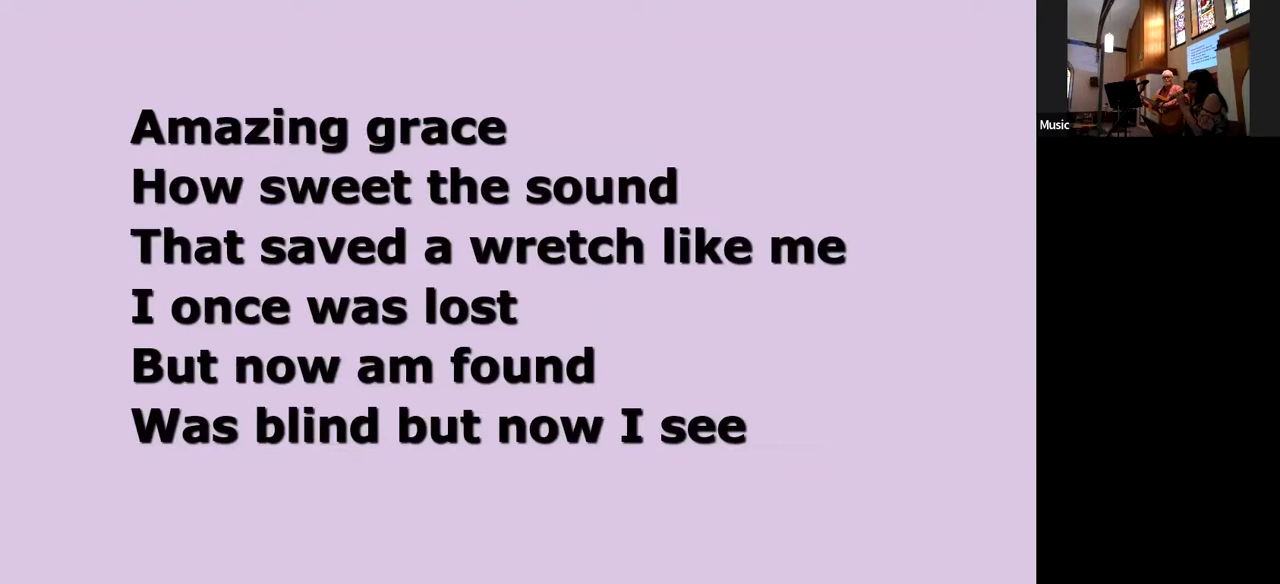 Amazing grace
How sweet the sound
That saved a wretch like me
I once was lost
But now am found
Was blind but now I see
Music